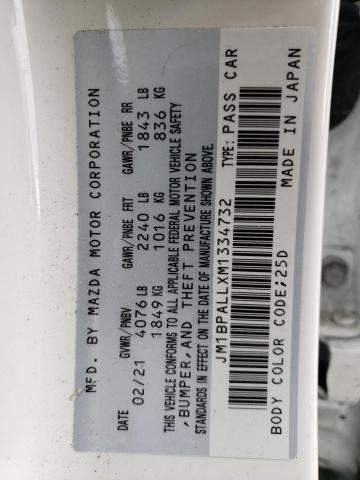 MFD. BY MAZDA MOTOR CORPORATION
DATE GVWR/PNBV GAWR/PNBE FRT GAWR/PNBE RR
02/21 4076 LB 2240 LB 1843 LB
1849 KG 1016 KG 836 KG
THIS VEHICLE CONFORMS TO ALL APPLICABLE FEDERAL MOTOR VEHICLE SAFETY
,BUMPER,AND THEFT PREVENTION
STANDARDS IN EFFECT ON THE DATE OF MANUFACTURE SHOWN ABOVE.
JM1BPALLXM1334732 TYPE: PASS CAR
BODY COLOR CODE;25D MADE IN JAPAN